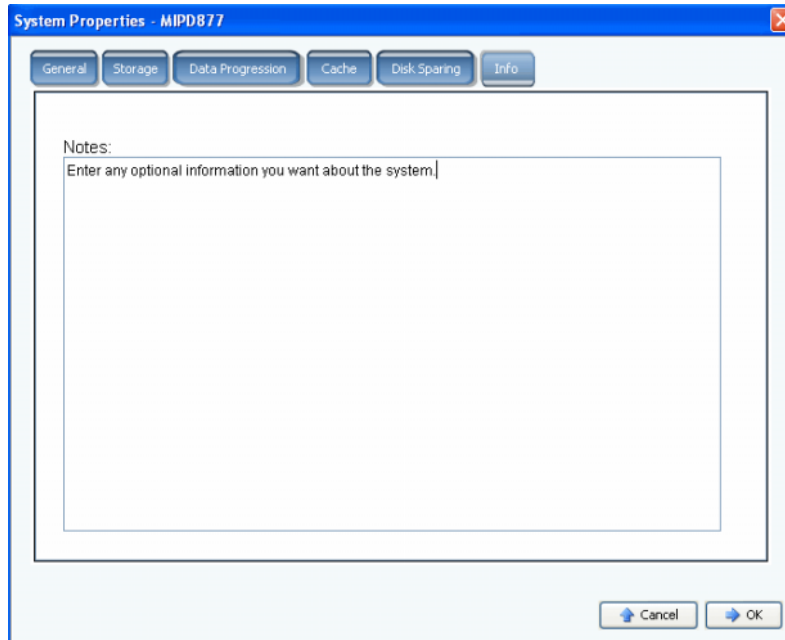 System Properties - MIPD877
General Storage Data Progression Cache Disk Sparing Info
Notes:
Enter any optional information you want about the system.
Cancel OK